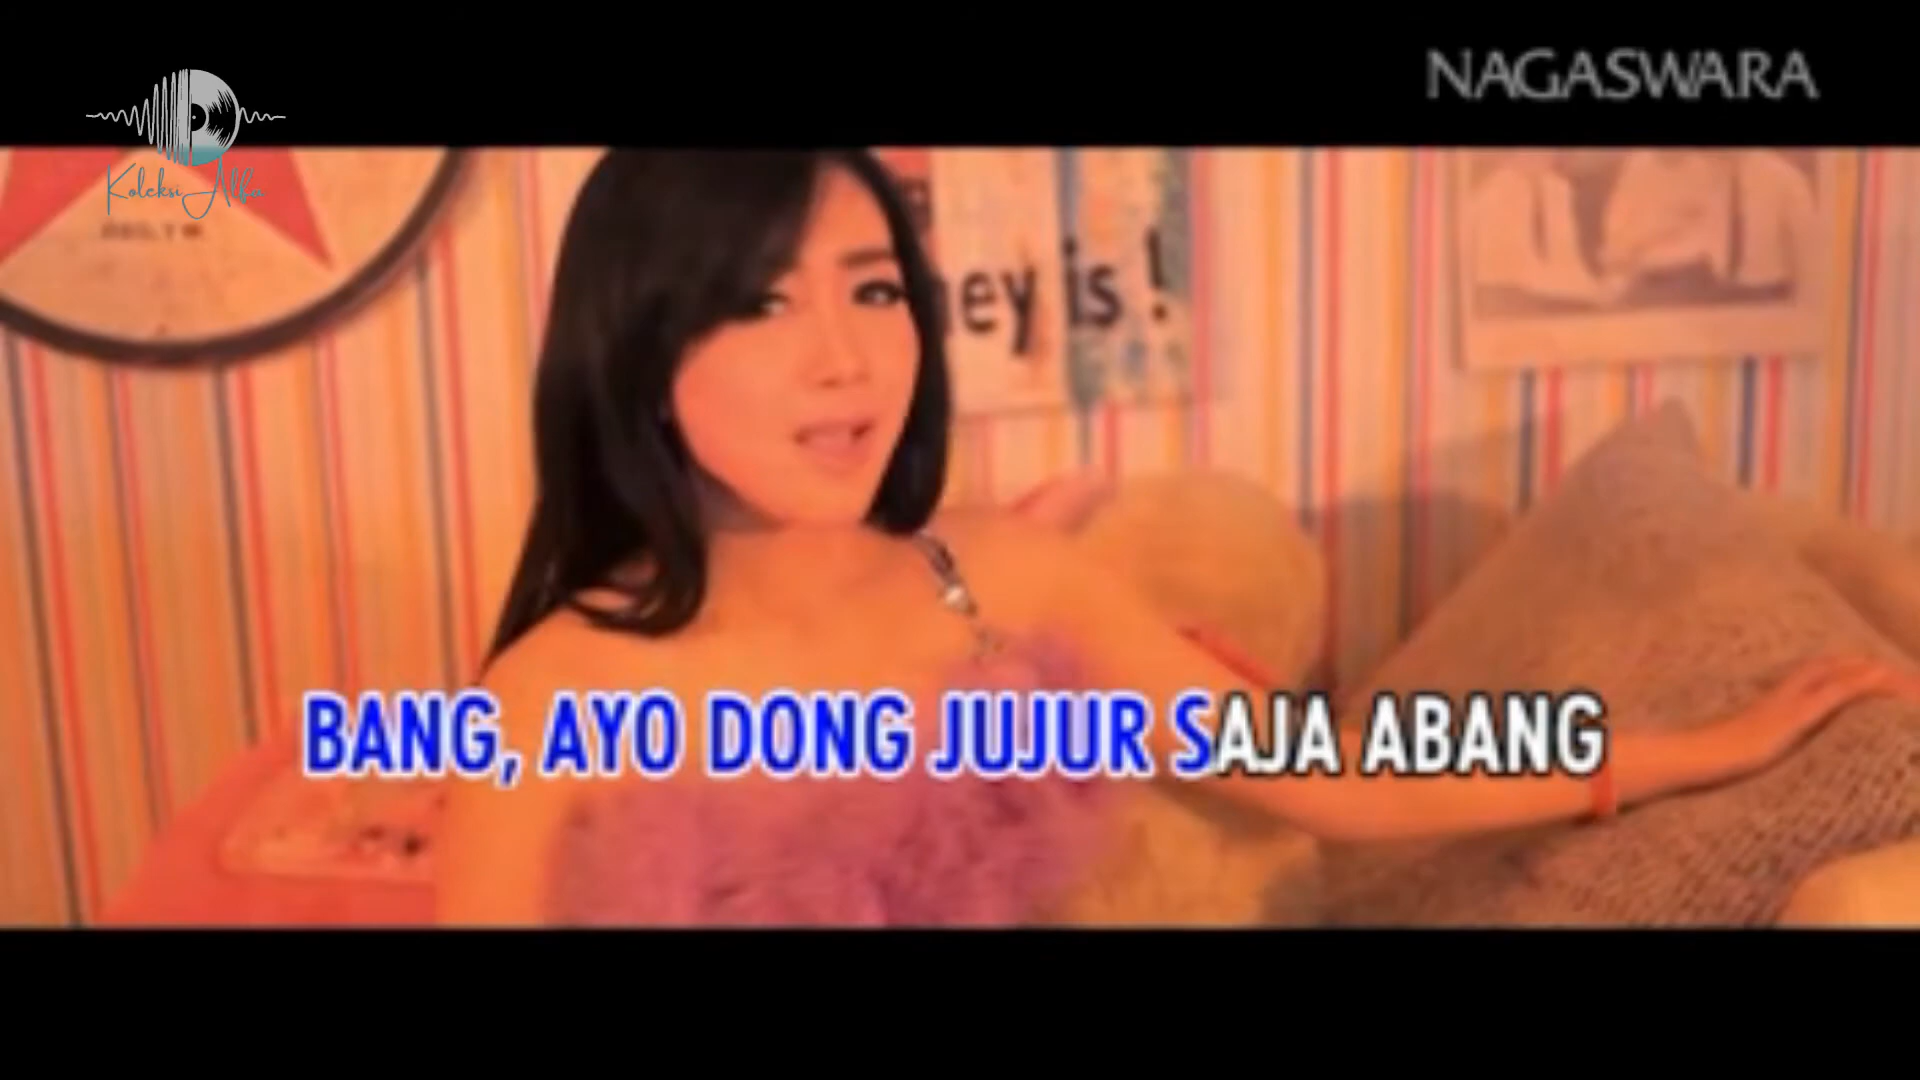 NAGASWARA
Koleksi Alfa
ey is !
BANG, AYO DONG JUJUR SAJA ABANG